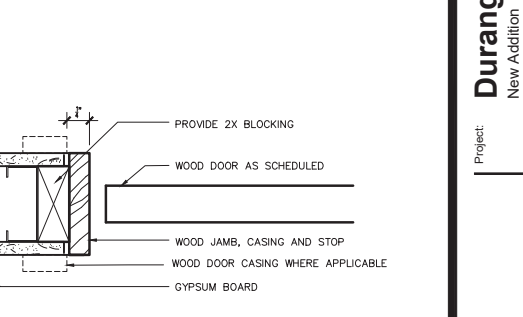 PROVIDE 2X BLOCKING
WOOD DOOR AS SCHEDULED
WOOD JAMB, CASING AND STOP
WOOD DOOR CASING WHERE APPLICABLE
GYPSUM BOARD
Project:
Durang
New Addition